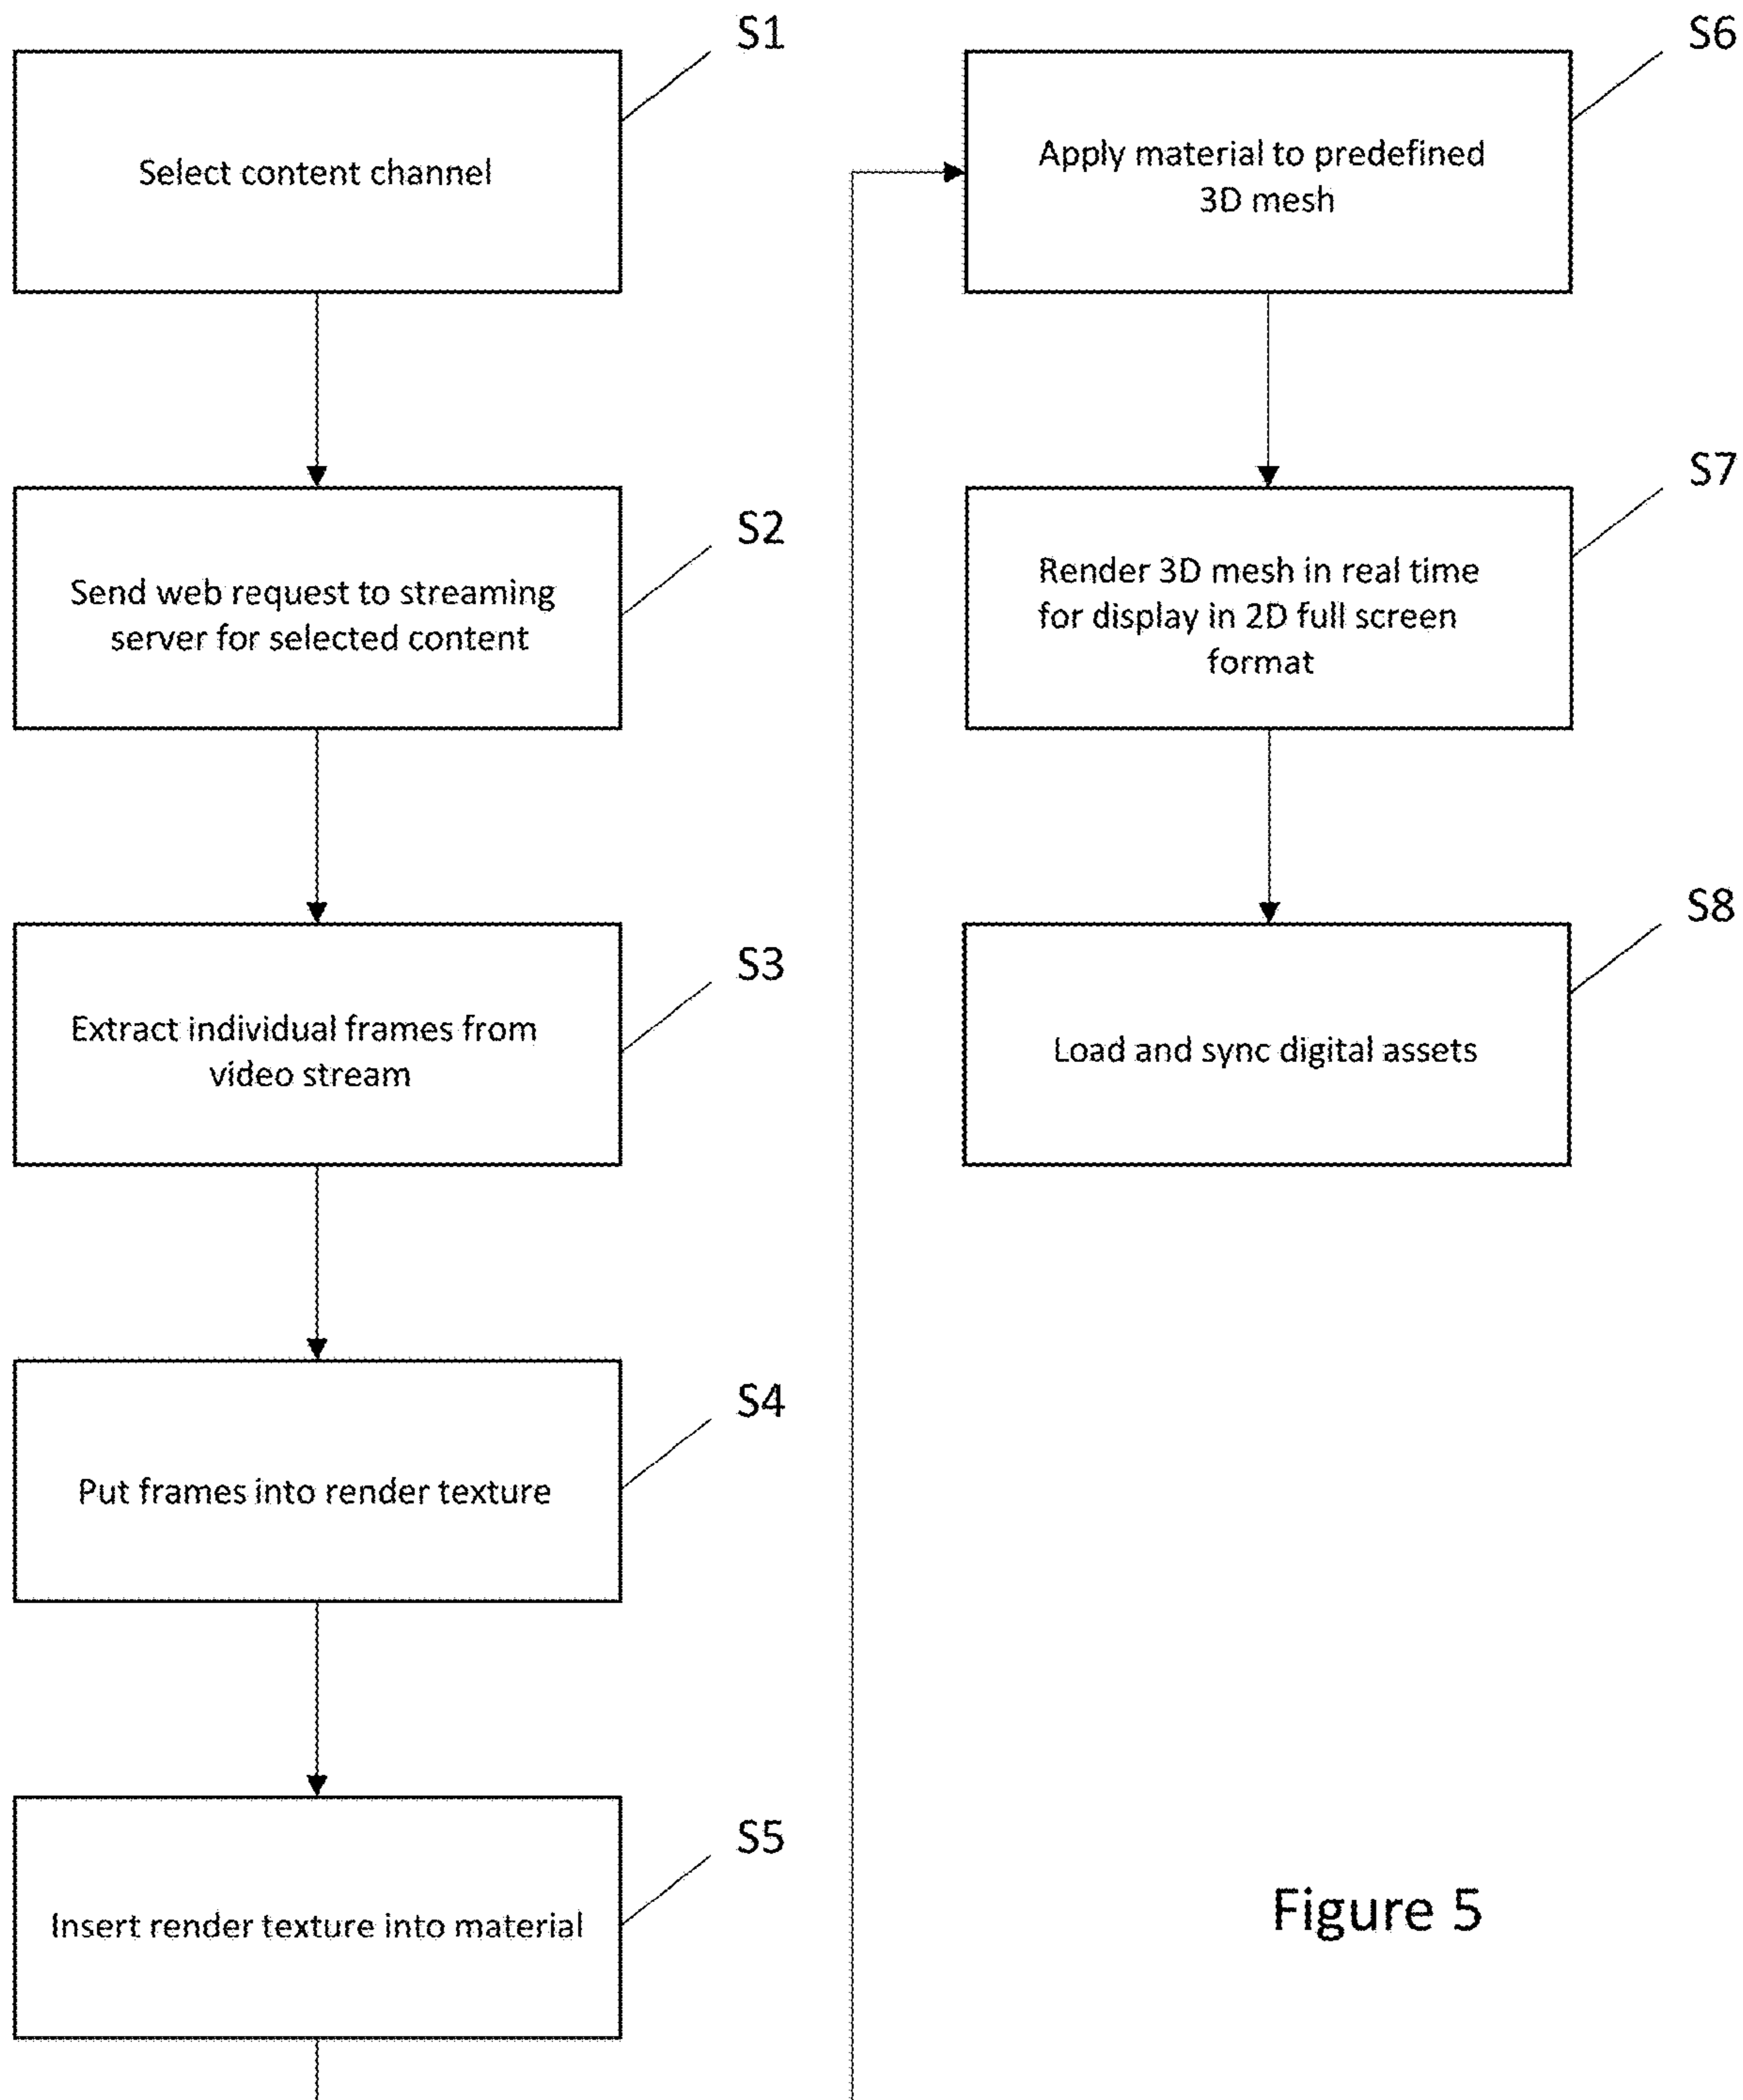 S1
Select content channel
S2
Send web request to streaming
server for selected content
S3
Extract individual frames from
video stream
S4
Put frames into render texture
S5
Insert render texture into material
S6
Apply material to predefined
3D mesh
S7
Render 3D mesh in real time
for display in 2D full screen
format
S8
Load and sync digital assets
Figure 5